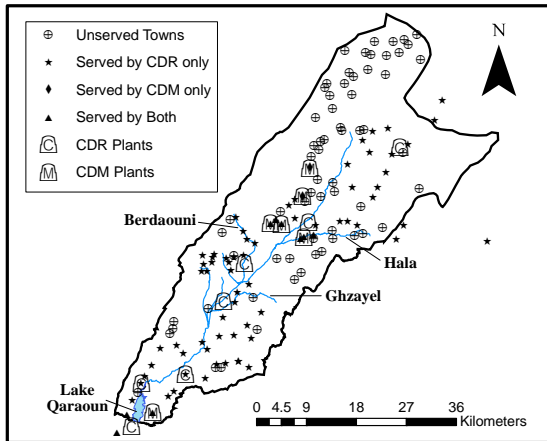 Unserved Towns
Served by CDR only
Served by CDM only
Served by Both
C CDR Plants
M CDM Plants
N
C
M
M
Berdaouni
M M
C
M M
Hala
C
Ghzayel
C
C
C
Lake
Qaraoun
M
C
0 4.5 9 18 27 36
Kilometers